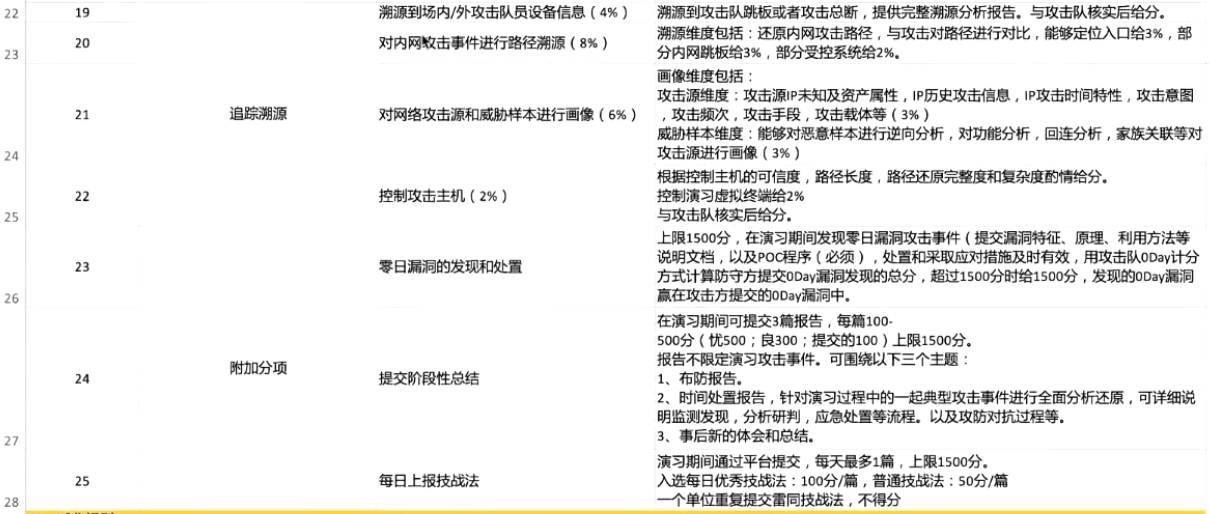 22 19 溯源到场内/外攻击队员设备信息（4%） 溯源到攻击队跳板或者攻击总断，提供完整溯源分析报告。与攻击队核实后给分。
23 20 对内网攻击事件进行路径溯源（8%） 溯源维度包括：还原内网攻击路径，与攻击对路径进行对比，能够定位入口给3%，部
分内网跳板给3%，部分受控系统给2%。
追踪溯源
24 21 对网络攻击源和威胁样本进行画像（6%） 画像维度包括：
攻击源维度：攻击源IP未知及资产属性，IP历史攻击信息，IP攻击时间特性，攻击意图
，攻击频次，攻击手段，攻击载体等（3%）
威胁样本维度：能够对恶意样本进行逆向分析，对功能分析，回连分析，家族关联等对
攻击源进行画像（3%）
25 22 控制攻击主机（2%） 根据控制主机的可信度，路径长度，路径还原完整度和复杂度酌情给分。
控制演习虚拟终端给2%
与攻击队核实后给分。
26 23 零日漏洞的发现和处置 上限1500分，在演习期间发现零日漏洞攻击事件（提交漏洞特征、原理、利用方法等
说明文档，以及POC程序（必须），处置和采取应对措施及时有效，用攻击队0Day计分
方式计算防守方提交0Day漏洞发现的总分，超过1500分时给1500分，发现的0Day漏洞
赢在攻击方提交的0Day漏洞中。
附加分项
27 24 提交阶段性总结 在演习期间可提交3篇报告，每篇100-
500分（忧500；良300；提交的100）上限1500分。
报告不限定演习攻击事件。可围绕以下三个主题：
1、布防报告。
2、时间处置报告，针对演习过程中的一起典型攻击事件进行全面分析还原，可详细说
明监测发现，分析研判，应急处置等流程。以及攻防对抗过程等。
3、事后新的体会和总结。
28 25 每日上报技战法 演习期间通过平台提交，每天最多1篇，上限1500分。
入选每日优秀技战法：100分/篇，普通技战法：50分/篇
一个单位重复提交雷同技战法，不得分